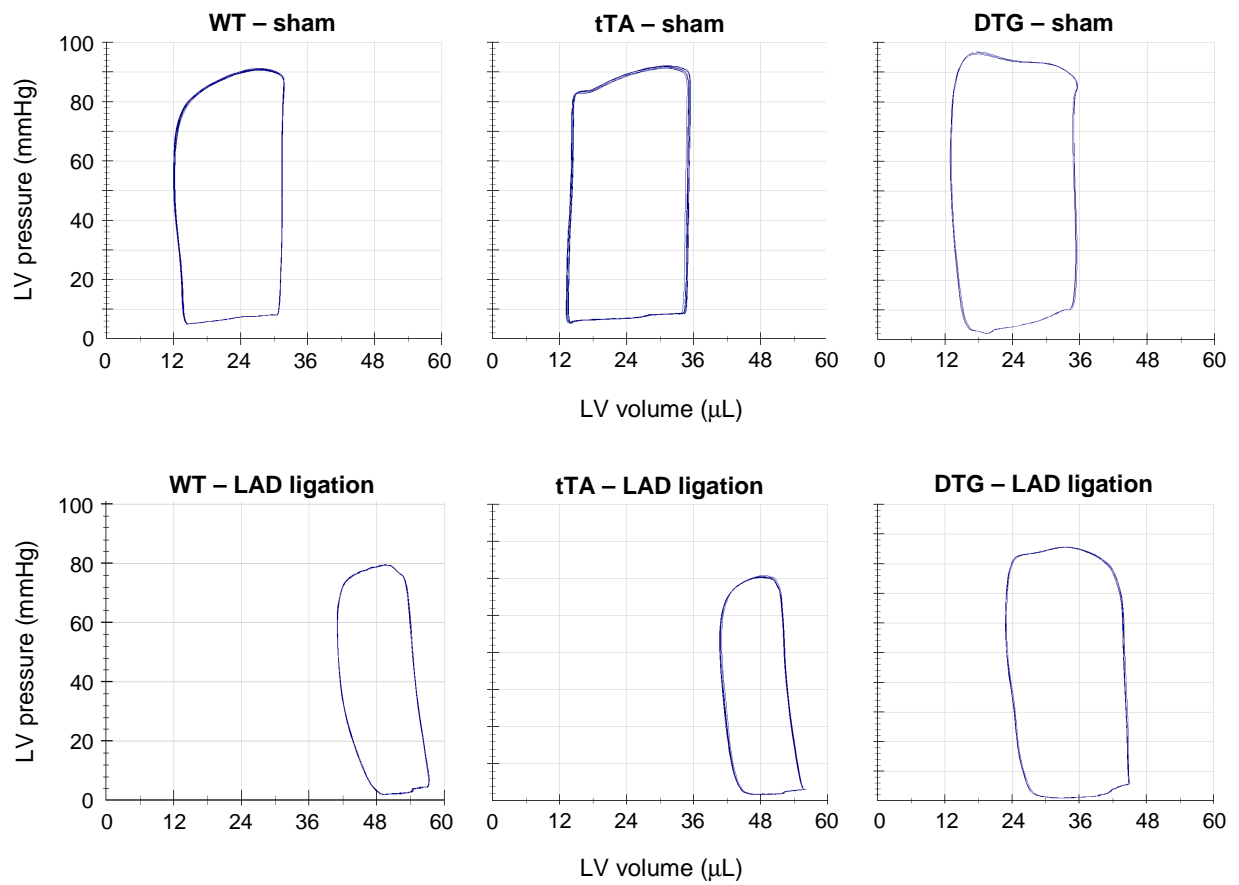 WT – sham
tTA – sham
DTG – sham
LV pressure (mmHg)
100
80
60
40
20
0
0 12 24 36 48 60
0 12 24 36 48 60
0 12 24 36 48 60
LV volume (μL)
WT – LAD ligation
tTA – LAD ligation
DTG – LAD ligation
LV pressure (mmHg)
100
80
60
40
20
0
0 12 24 36 48 60
0 12 24 36 48 60
0 12 24 36 48 60
LV volume (μL)